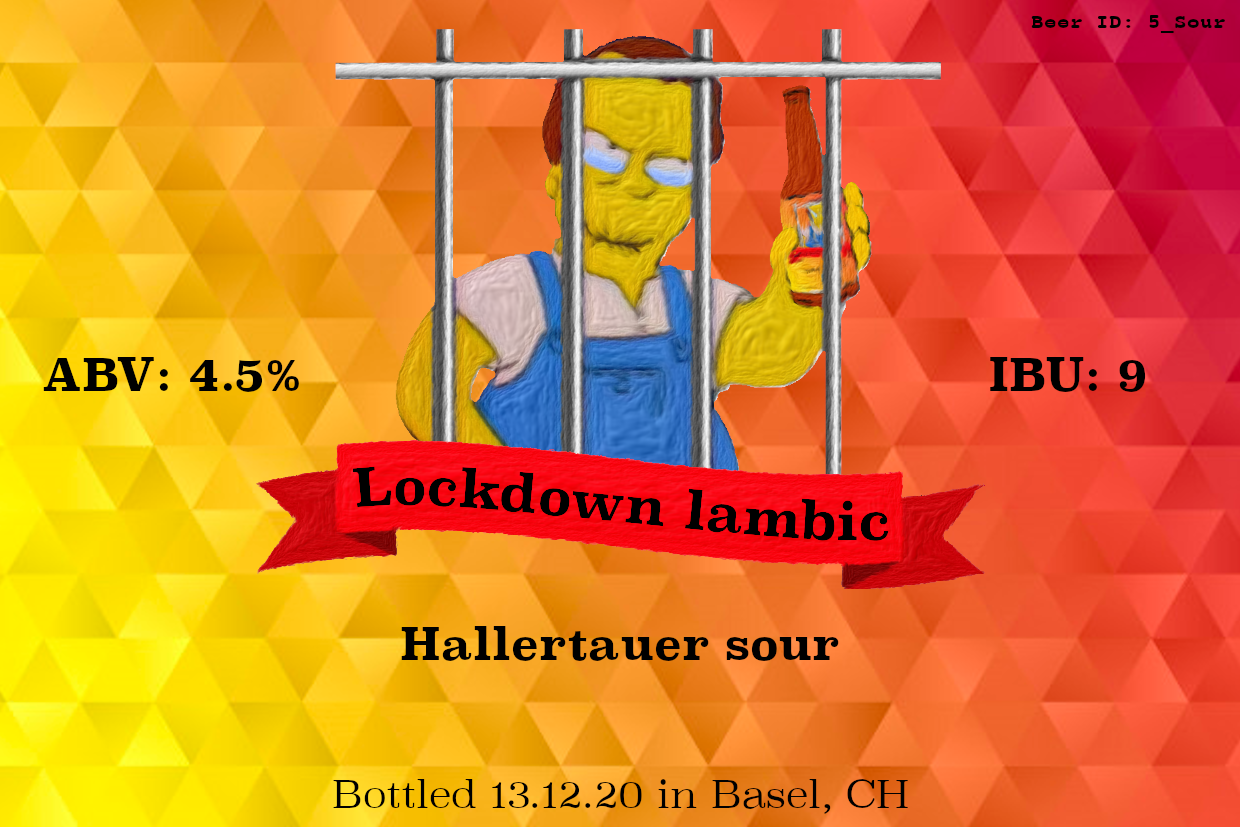 Beer ID: 5_Sour
ABV: 4.5%
IBU: 9
Lockdown lambic
Hallertauer sour
Bottled 13.12.20 in Basel, CH